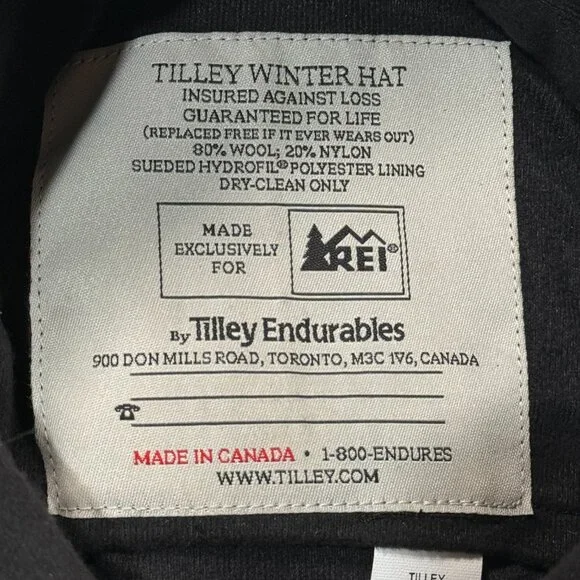 TILLEY WINTER HAT
INSURED AGAINST LOSS
GUARANTEED FOR LIFE
(REPLACED FREE IF IT EVER WEARS OUT)
80% WOOL; 20% NYLON
SUEDED HYDROFIL® POLYESTER LINING
DRY-CLEAN ONLY
MADE
EXCLUSIVELY
FOR
REI®
By Tilley Endurables
900 DON MILLS ROAD, TORONTO, M3C 1V6, CANADA
MADE IN CANADA • 1-800-ENDURES
WWW.TILLEY.COM
TILLEY